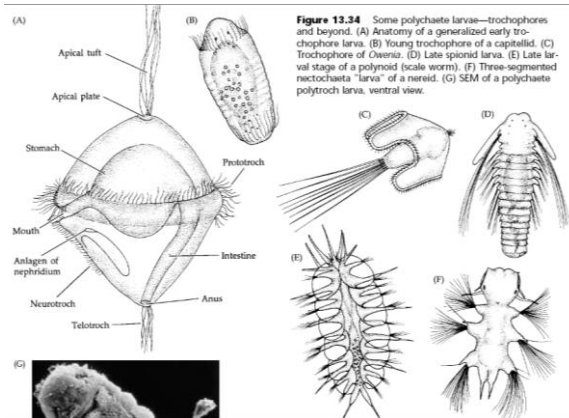 (A)
(B)
Figure 13.34 Some polychaete larvae—trochophores
and beyond. (A) Anatomy of a generalized early tro-
chophore larva. (B) Young trochophore of a capitellid. (C)
Trochophore of Owenia. (D) Late spionid larva. (E) Late lar-
val stage of a polynoid (scale worm). (F) Three-segmented
nectochaeta "larva" of a nereid. (G) SEM of a polychaete
polytroch larva, ventral view.
Apical tuft
Apical plate
Stomach
Prototroch
Mouth
Anlagen of
nephridium
Intestine
Neurotroch
Anus
Telotroch
(C)
(D)
(E)
(F)
(G)